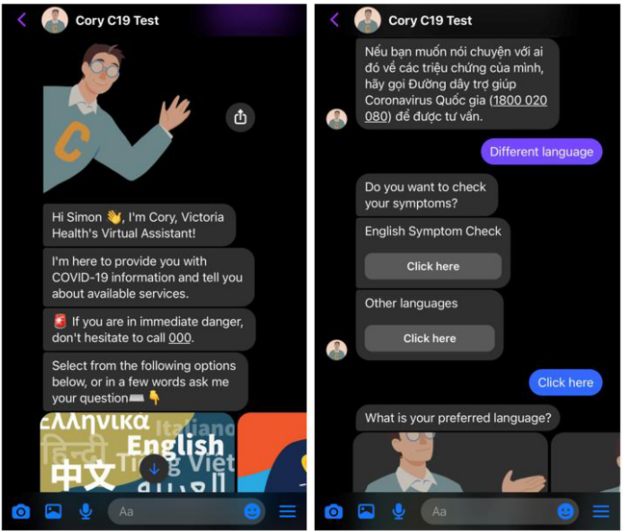 Cory C19 Test
C
Hi Simon 👋, I'm Cory, Victoria
Health's Virtual Assistant!
I'm here to provide you with
COVID-19 information and tell you
about available services.
🚨 If you are in immediate danger,
don't hesitate to call 000.
Select from the following options
below, or in a few words ask me
your question⌨️ 👇
Ελληνικά Italiano
हिन्दी English
中文 Tiếng Việt
العربية
Aa
Cory C19 Test
Nếu bạn muốn nói chuyện với ai
đó về các triệu chứng của mình,
hãy gọi Đường dây trợ giúp
Coronavirus Quốc gia (1800 020
080) để được tư vấn.
Different language
Do you want to check
your symptoms?
English Symptom Check
Click here
Other languages
Click here
Click here
What is your preferred language?
Aa